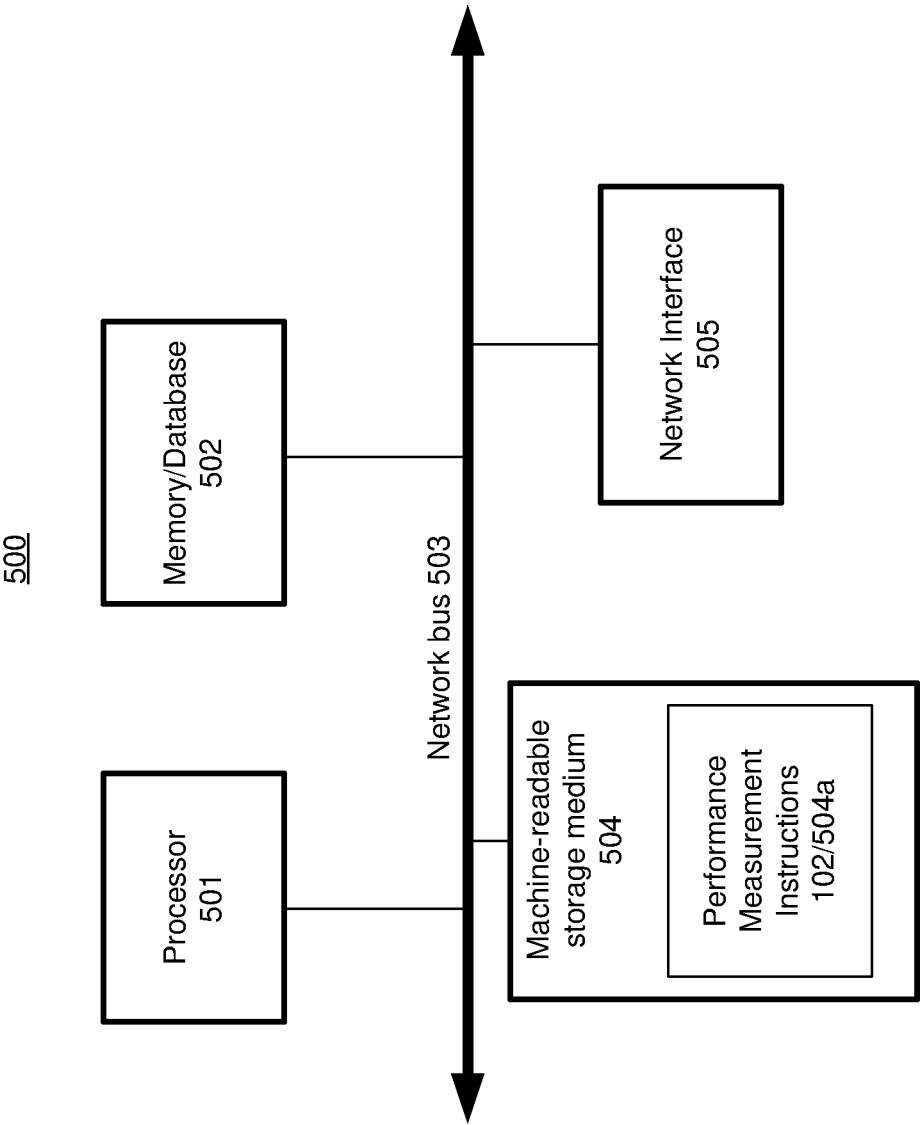 500
Processor
501
Memory/Database
502
Network bus 503
Machine-readable
storage medium
504
Performance
Measurement
Instructions
102/504a
Network Interface
505